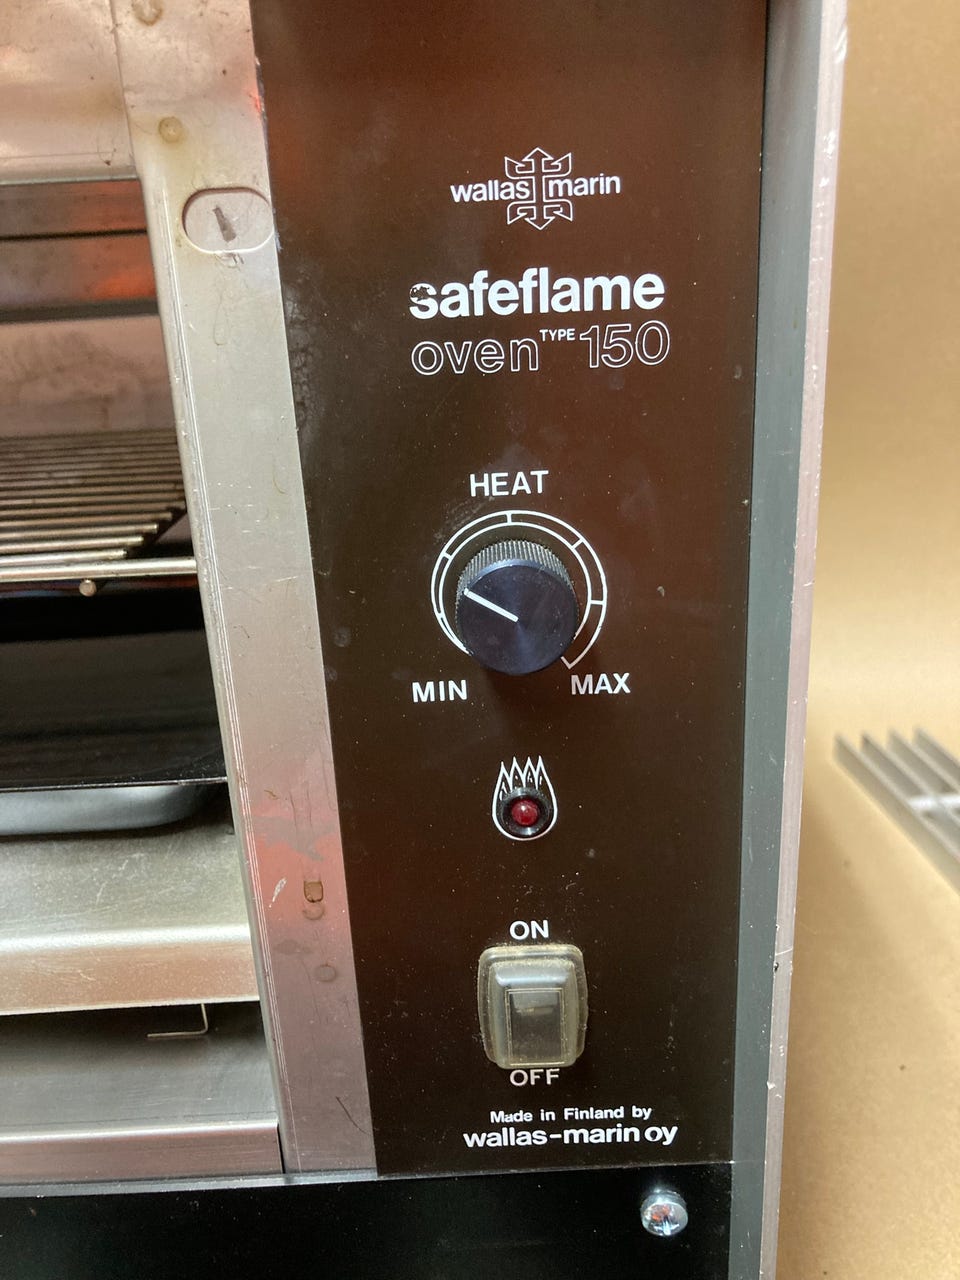 wallas marin
safeflame
oven TYPE 150
HEAT
MIN MAX
ON
OFF
Made in Finland by
wallas-marin oy